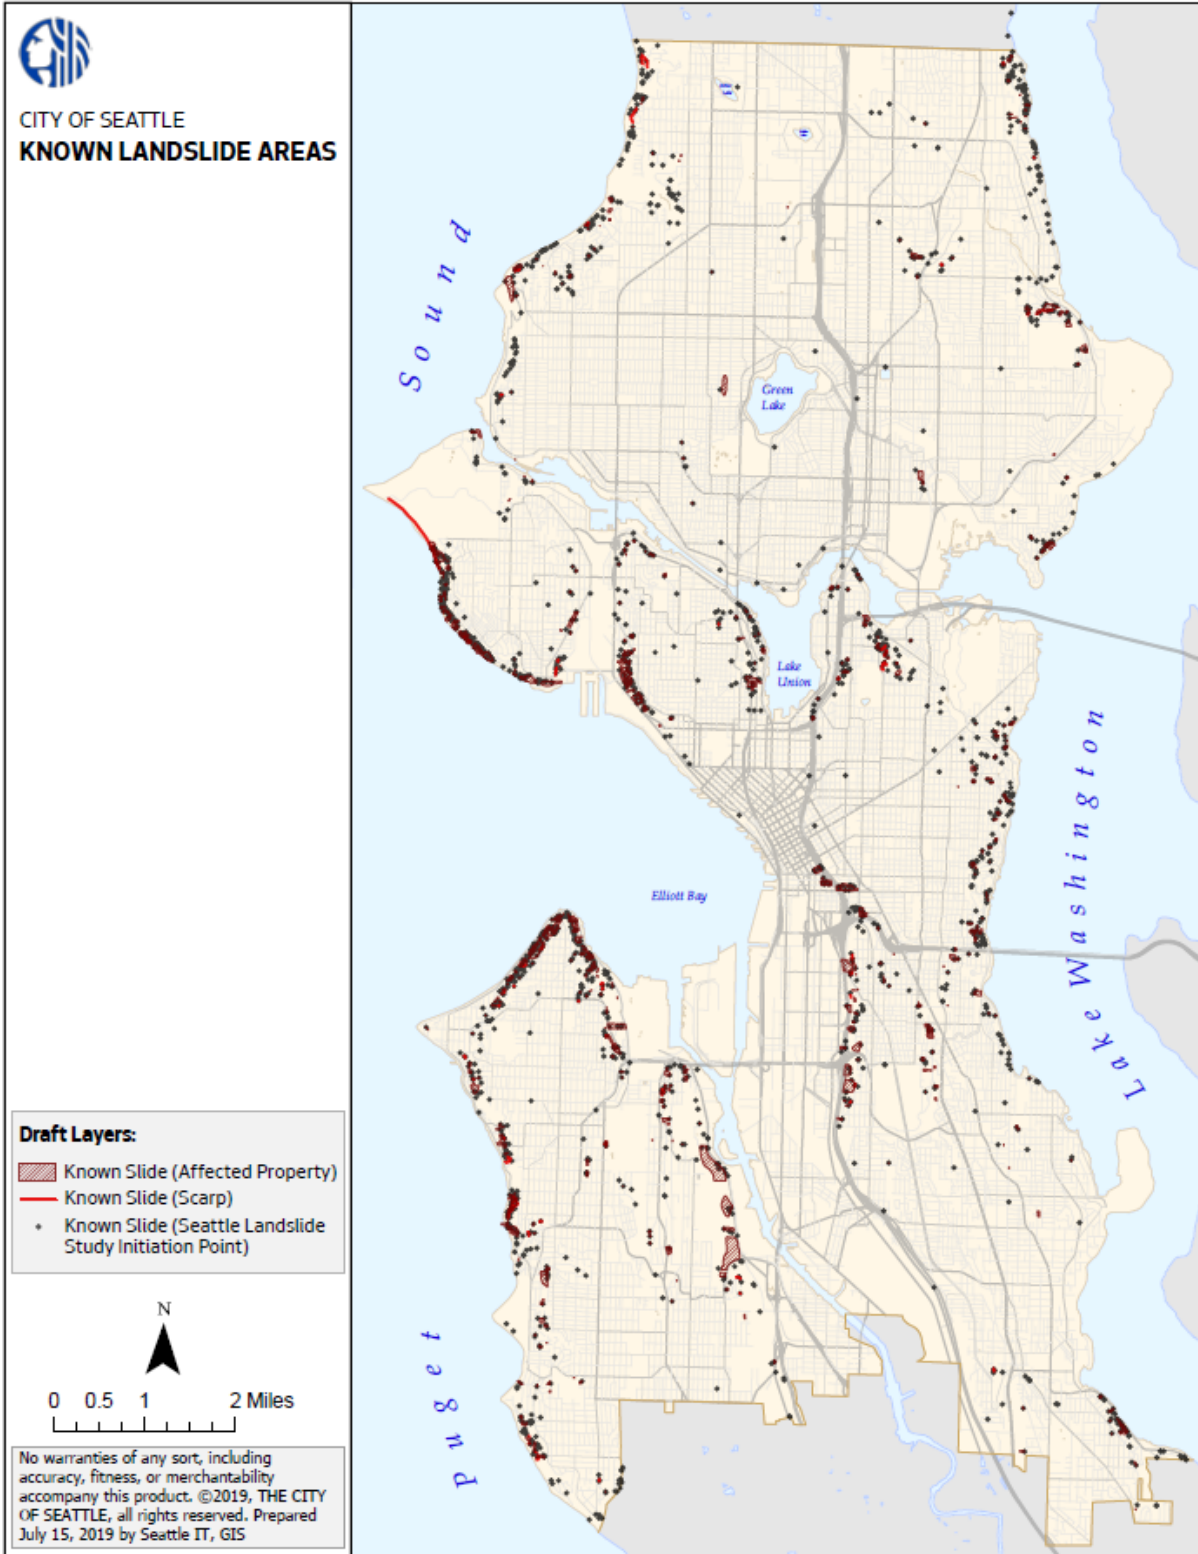 CITY OF SEATTLE
KNOWN LANDSLIDE AREAS
Sound
Green
Lake
Lake
Union
Elliott Bay
Lake Washington
Puget
Draft Layers:
Known Slide (Affected Property)
Known Slide (Scarp)
Known Slide (Seattle Landslide
Study Initiation Point)
N
0 0.5 1 2 Miles
No warranties of any sort, including
accuracy, fitness, or merchantability
accompany this product. ©2019, THE CITY
OF SEATTLE, all rights reserved. Prepared
July 15, 2019 by Seattle IT, GIS